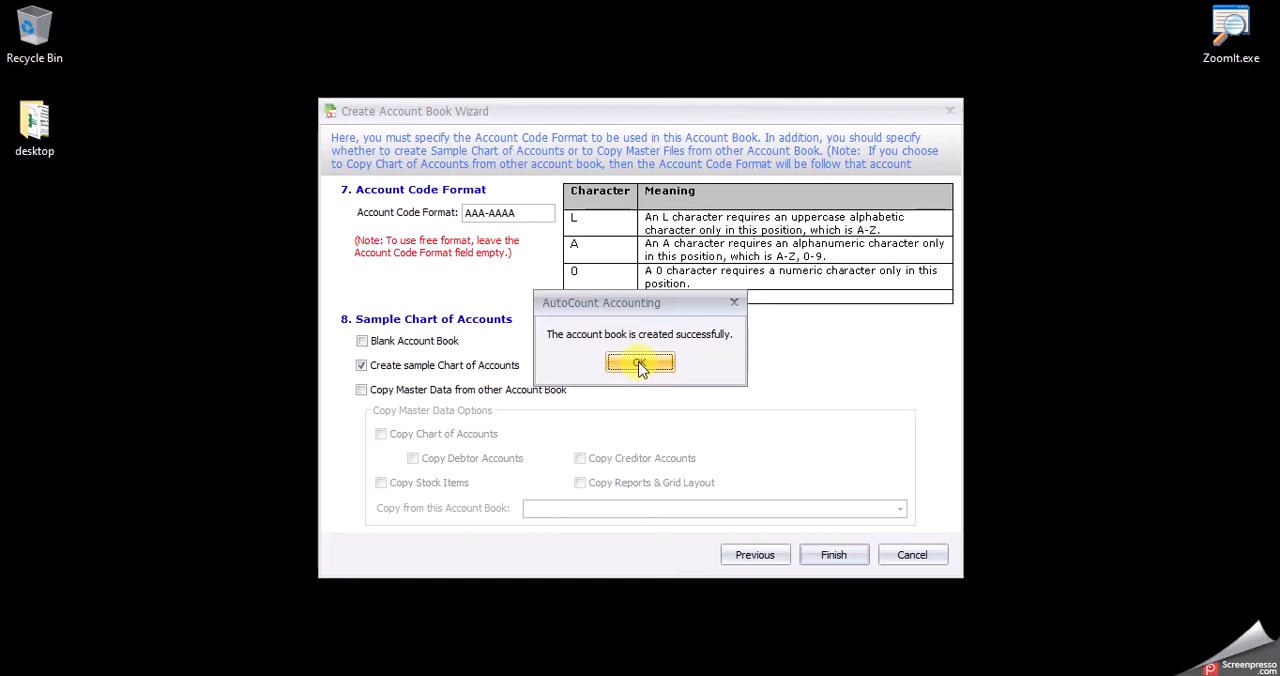 Recycle Bin
ZoomIt.exe
desktop
Create Account Book Wizard
Here, you must specify the Account Code Format to be used in this Account Book. In addition, you should specify
whether to create Sample Chart of Accounts or to Copy Master Files from other Account Book. (Note: If you choose
to Copy Chart of Accounts from other account book, then the Account Code Format will be follow that account
7. Account Code Format
Account Code Format: AAA-AAAA
(Note: To use free format, leave the
Account Code Format field empty.)
Character Meaning
L An L character requires an uppercase alphabetic
character only in this position, which is A-Z.
A An A character requires an alphanumeric character only
in this position, which is A-Z, 0-9.
0 A 0 character requires a numeric character only in this
position.
AutoCount Accounting
The account book is created successfully.
OK
8. Sample Chart of Accounts
Blank Account Book
Create sample Chart of Accounts
Copy Master Data from other Account Book
Copy Master Data Options
Copy Chart of Accounts
Copy Debtor Accounts Copy Creditor Accounts
Copy Stock Items Copy Reports & Grid Layout
Copy from this Account Book:
Previous Finish Cancel
Screenpresso
.com